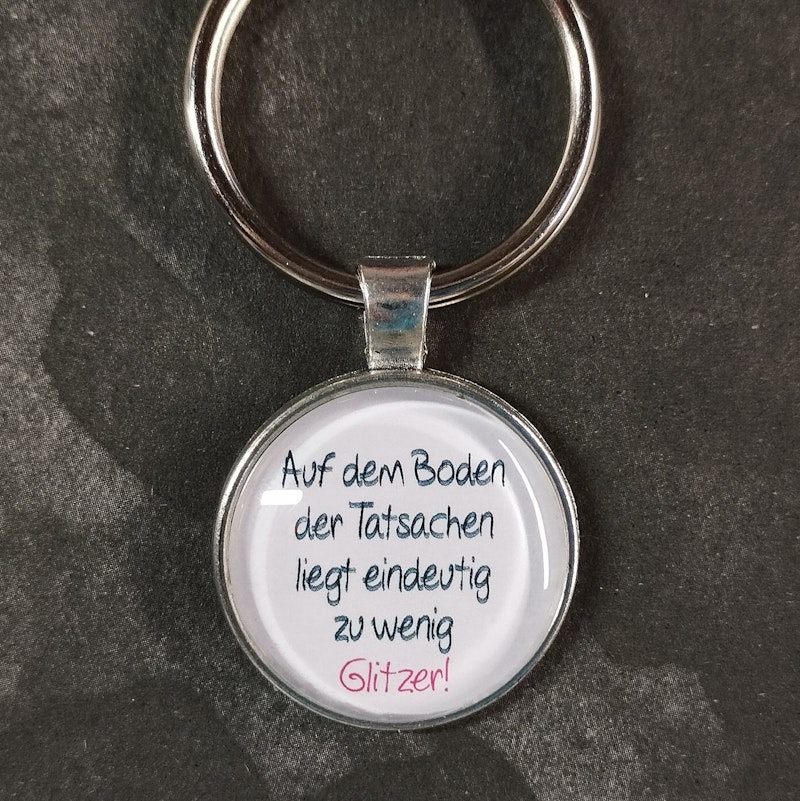 Auf dem Boden
der Tatsachen
liegt eindeutig
zu wenig
Glitzer!